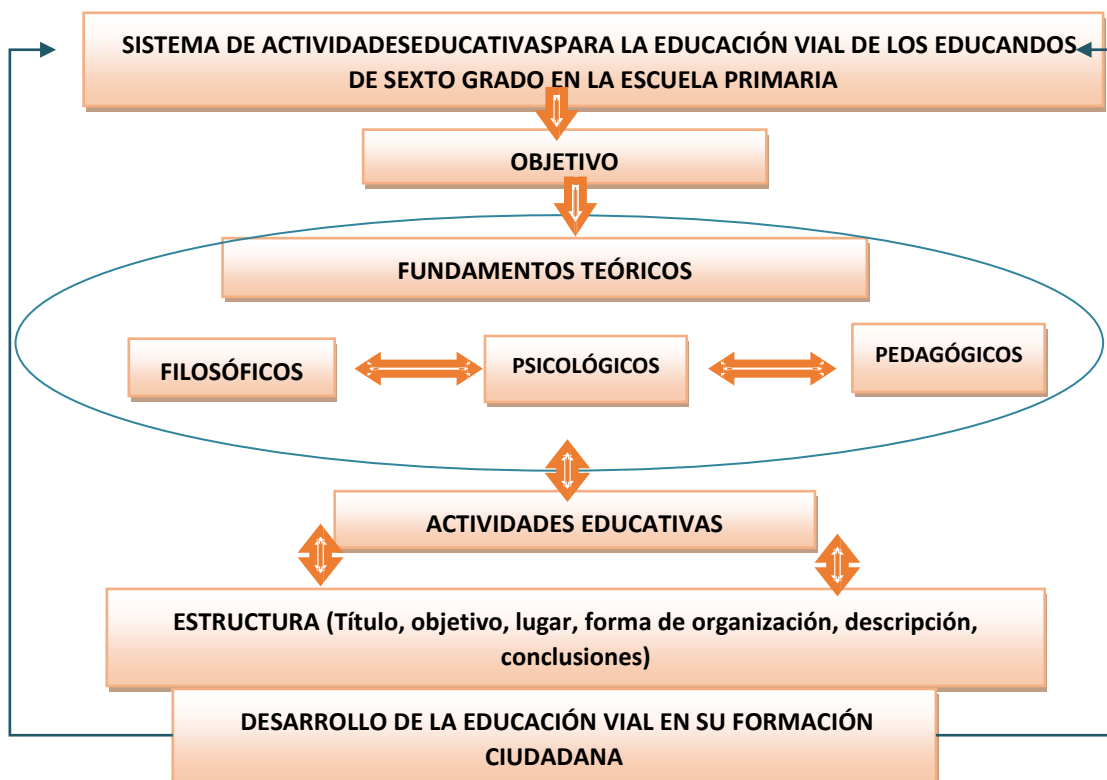 SISTEMA DE ACTIVIDADESEDUCATIVASPARA LA EDUCACIÓN VIAL DE LOS EDUCANDOS
DE SEXTO GRADO EN LA ESCUELA PRIMARIA
OBJETIVO
FUNDAMENTOS TEÓRICOS
FILOSÓFICOS
PSICOLÓGICOS
PEDAGÓGICOS
ACTIVIDADES EDUCATIVAS
ESTRUCTURA (Título, objetivo, lugar, forma de organización, descripción,
conclusiones)
DESARROLLO DE LA EDUCACIÓN VIAL EN SU FORMACIÓN
CIUDADANA